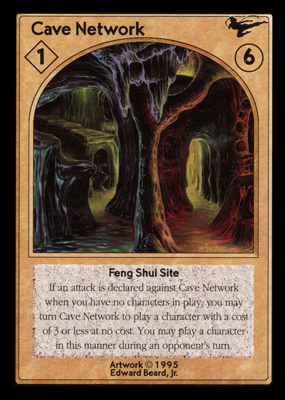 Cave Network
1
6
Feng Shui Site
If an attack is declared against Cave Network
when you have no characters in play, you may
turn Cave Network to play a character with a cost
of 3 or less at no cost. You may play a character
in this manner during an opponent's turn.
Artwork © 1995
Edward Beard, Jr.